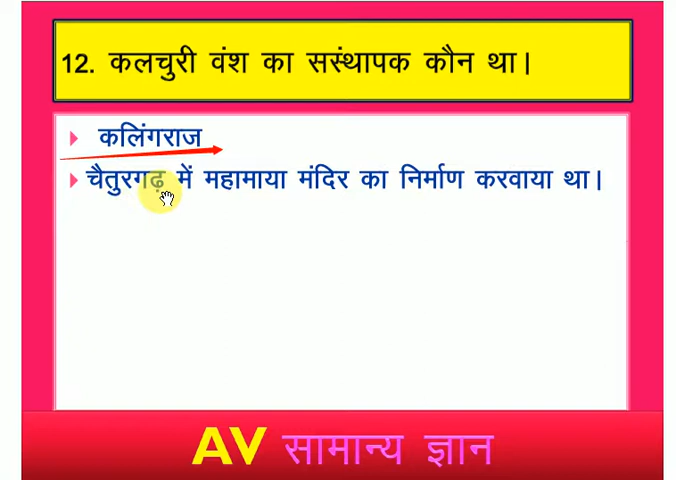 12. कलचुरी वंश का सस्ंथापक कौन था।
कलिंगराज
चैतुरगढ़ में महामाया मंदिर का निर्माण करवाया था।
AV सामान्य ज्ञान